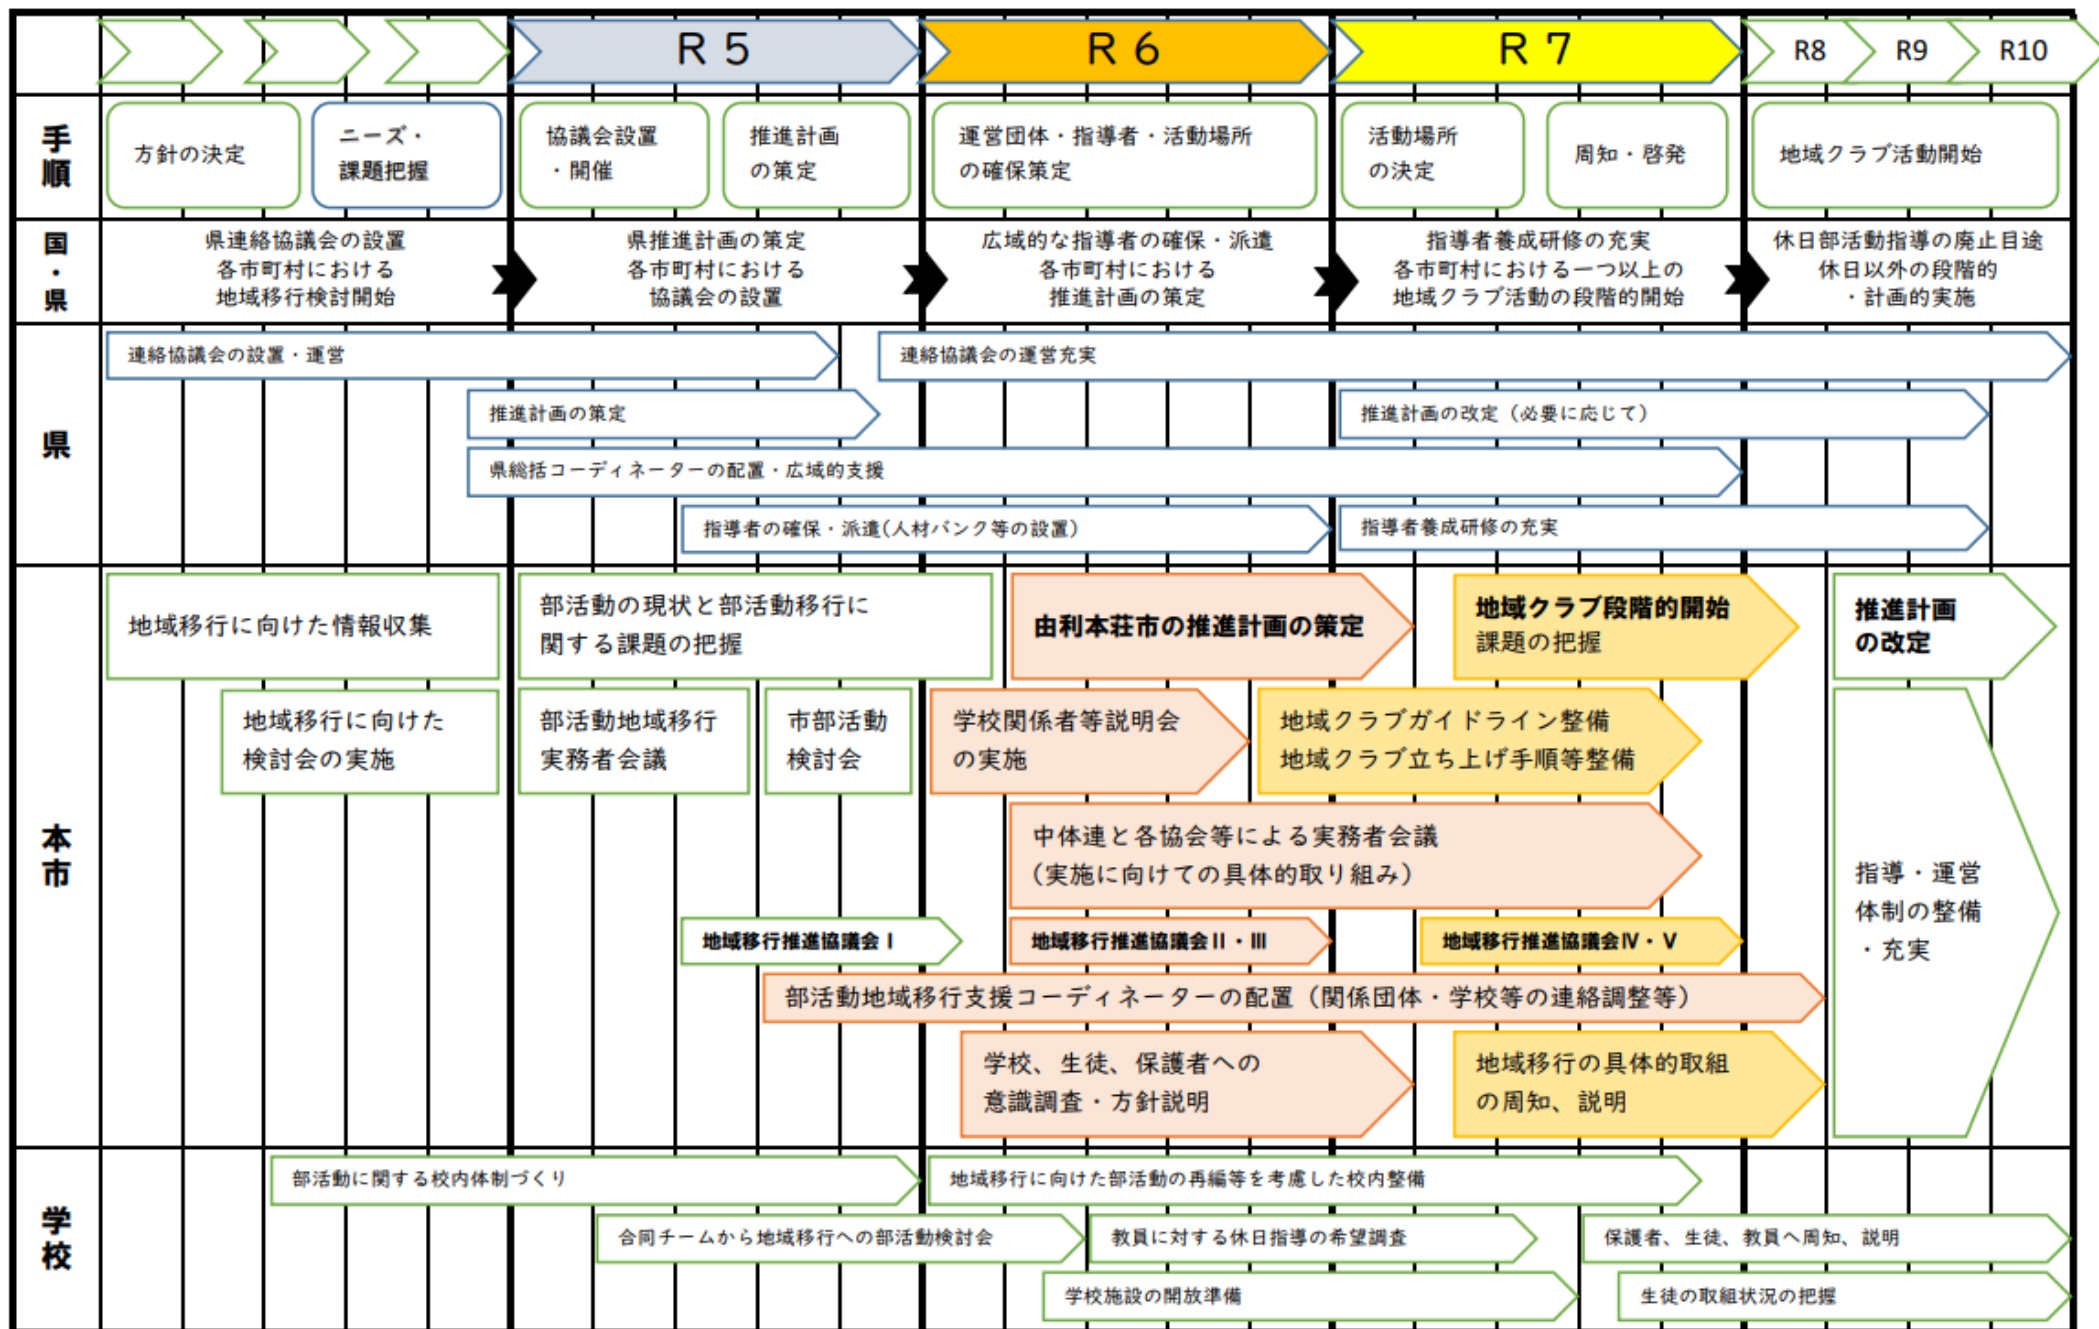 R5
R6
R7
R8
R9
R10
手順
方針の決定
ニーズ・
課題把握
協議会設置
・開催
推進計画
の策定
運営団体・指導者・活動場所
の確保策定
活動場所
の決定
周知・啓発
地域クラブ活動開始
国・県
県連絡協議会の設置
各市町村における
地域移行検討開始
県推進計画の策定
各市町村における
協議会の設置
広域的な指導者の確保・派遣
各市町村における
推進計画の策定
指導者養成研修の充実
各市町村における一つ以上の
地域クラブ活動の段階的開始
休日部活動指導の廃止目途
休日以外の段階的
・計画的実施
県
連絡協議会の設置・運営
連絡協議会の運営充実
推進計画の策定
推進計画の改定（必要に応じて）
県総括コーディネーターの配置・広域的支援
指導者の確保・派遣(人材バンク等の設置)
指導者養成研修の充実
本市
地域移行に向けた情報収集
部活動の現状と部活動移行に
関する課題の把握
由利本荘市の推進計画の策定
地域クラブ段階的開始
課題の把握
推進計画
の改定
地域移行に向けた
検討会の実施
部活動地域移行
実務者会議
市部活動
検討会
学校関係者等説明会
の実施
地域クラブガイドライン整備
地域クラブ立ち上げ手順等整備
中体連と各協会等による実務者会議
（実施に向けての具体的取り組み）
指導・運営
体制の整備
・充実
地域移行推進協議会Ⅰ
地域移行推進協議会Ⅱ・Ⅲ
地域移行推進協議会Ⅳ・Ⅴ
部活動地域移行支援コーディネーターの配置（関係団体・学校等の連絡調整等）
学校、生徒、保護者への
意識調査・方針説明
地域移行の具体的取組
の周知、説明
学校
部活動に関する校内体制づくり
地域移行に向けた部活動の再編等を考慮した校内整備
合同チームから地域移行への部活動検討会
教員に対する休日指導の希望調査
保護者、生徒、教員へ周知、説明
学校施設の開放準備
生徒の取組状況の把握